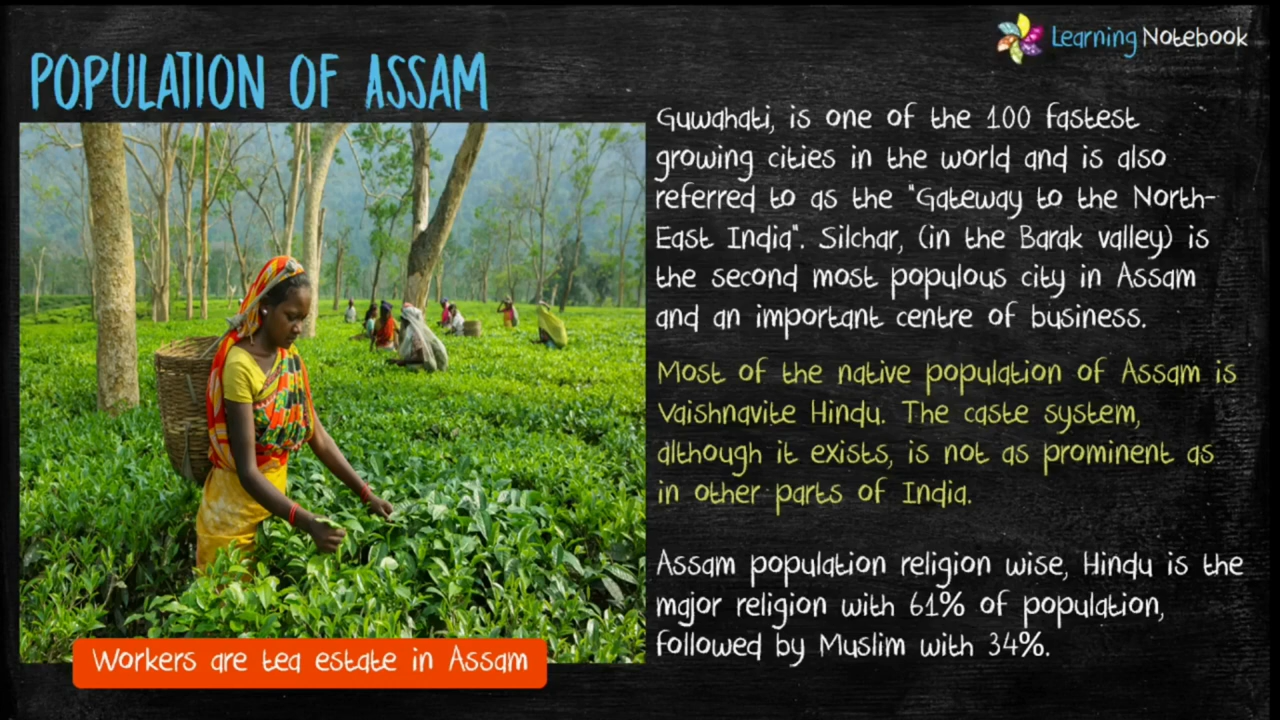 Learning Notebook
POPULATION OF ASSAM
Guwahati, is one of the 100 fastest
growing cities in the world and is also
referred to as the "Gateway to the North-
East India". Silchar, (in the Barak valley) is
the second most populous city in Assam
and an important centre of business.
Most of the native population of Assam is
Vaishnavite Hindu. The caste system,
although it exists, is not as prominent as
in other parts of India.
Assam population religion wise, Hindu is the
major religion with 61% of population,
followed by Muslim with 34%.
Workers are tea estate in Assam